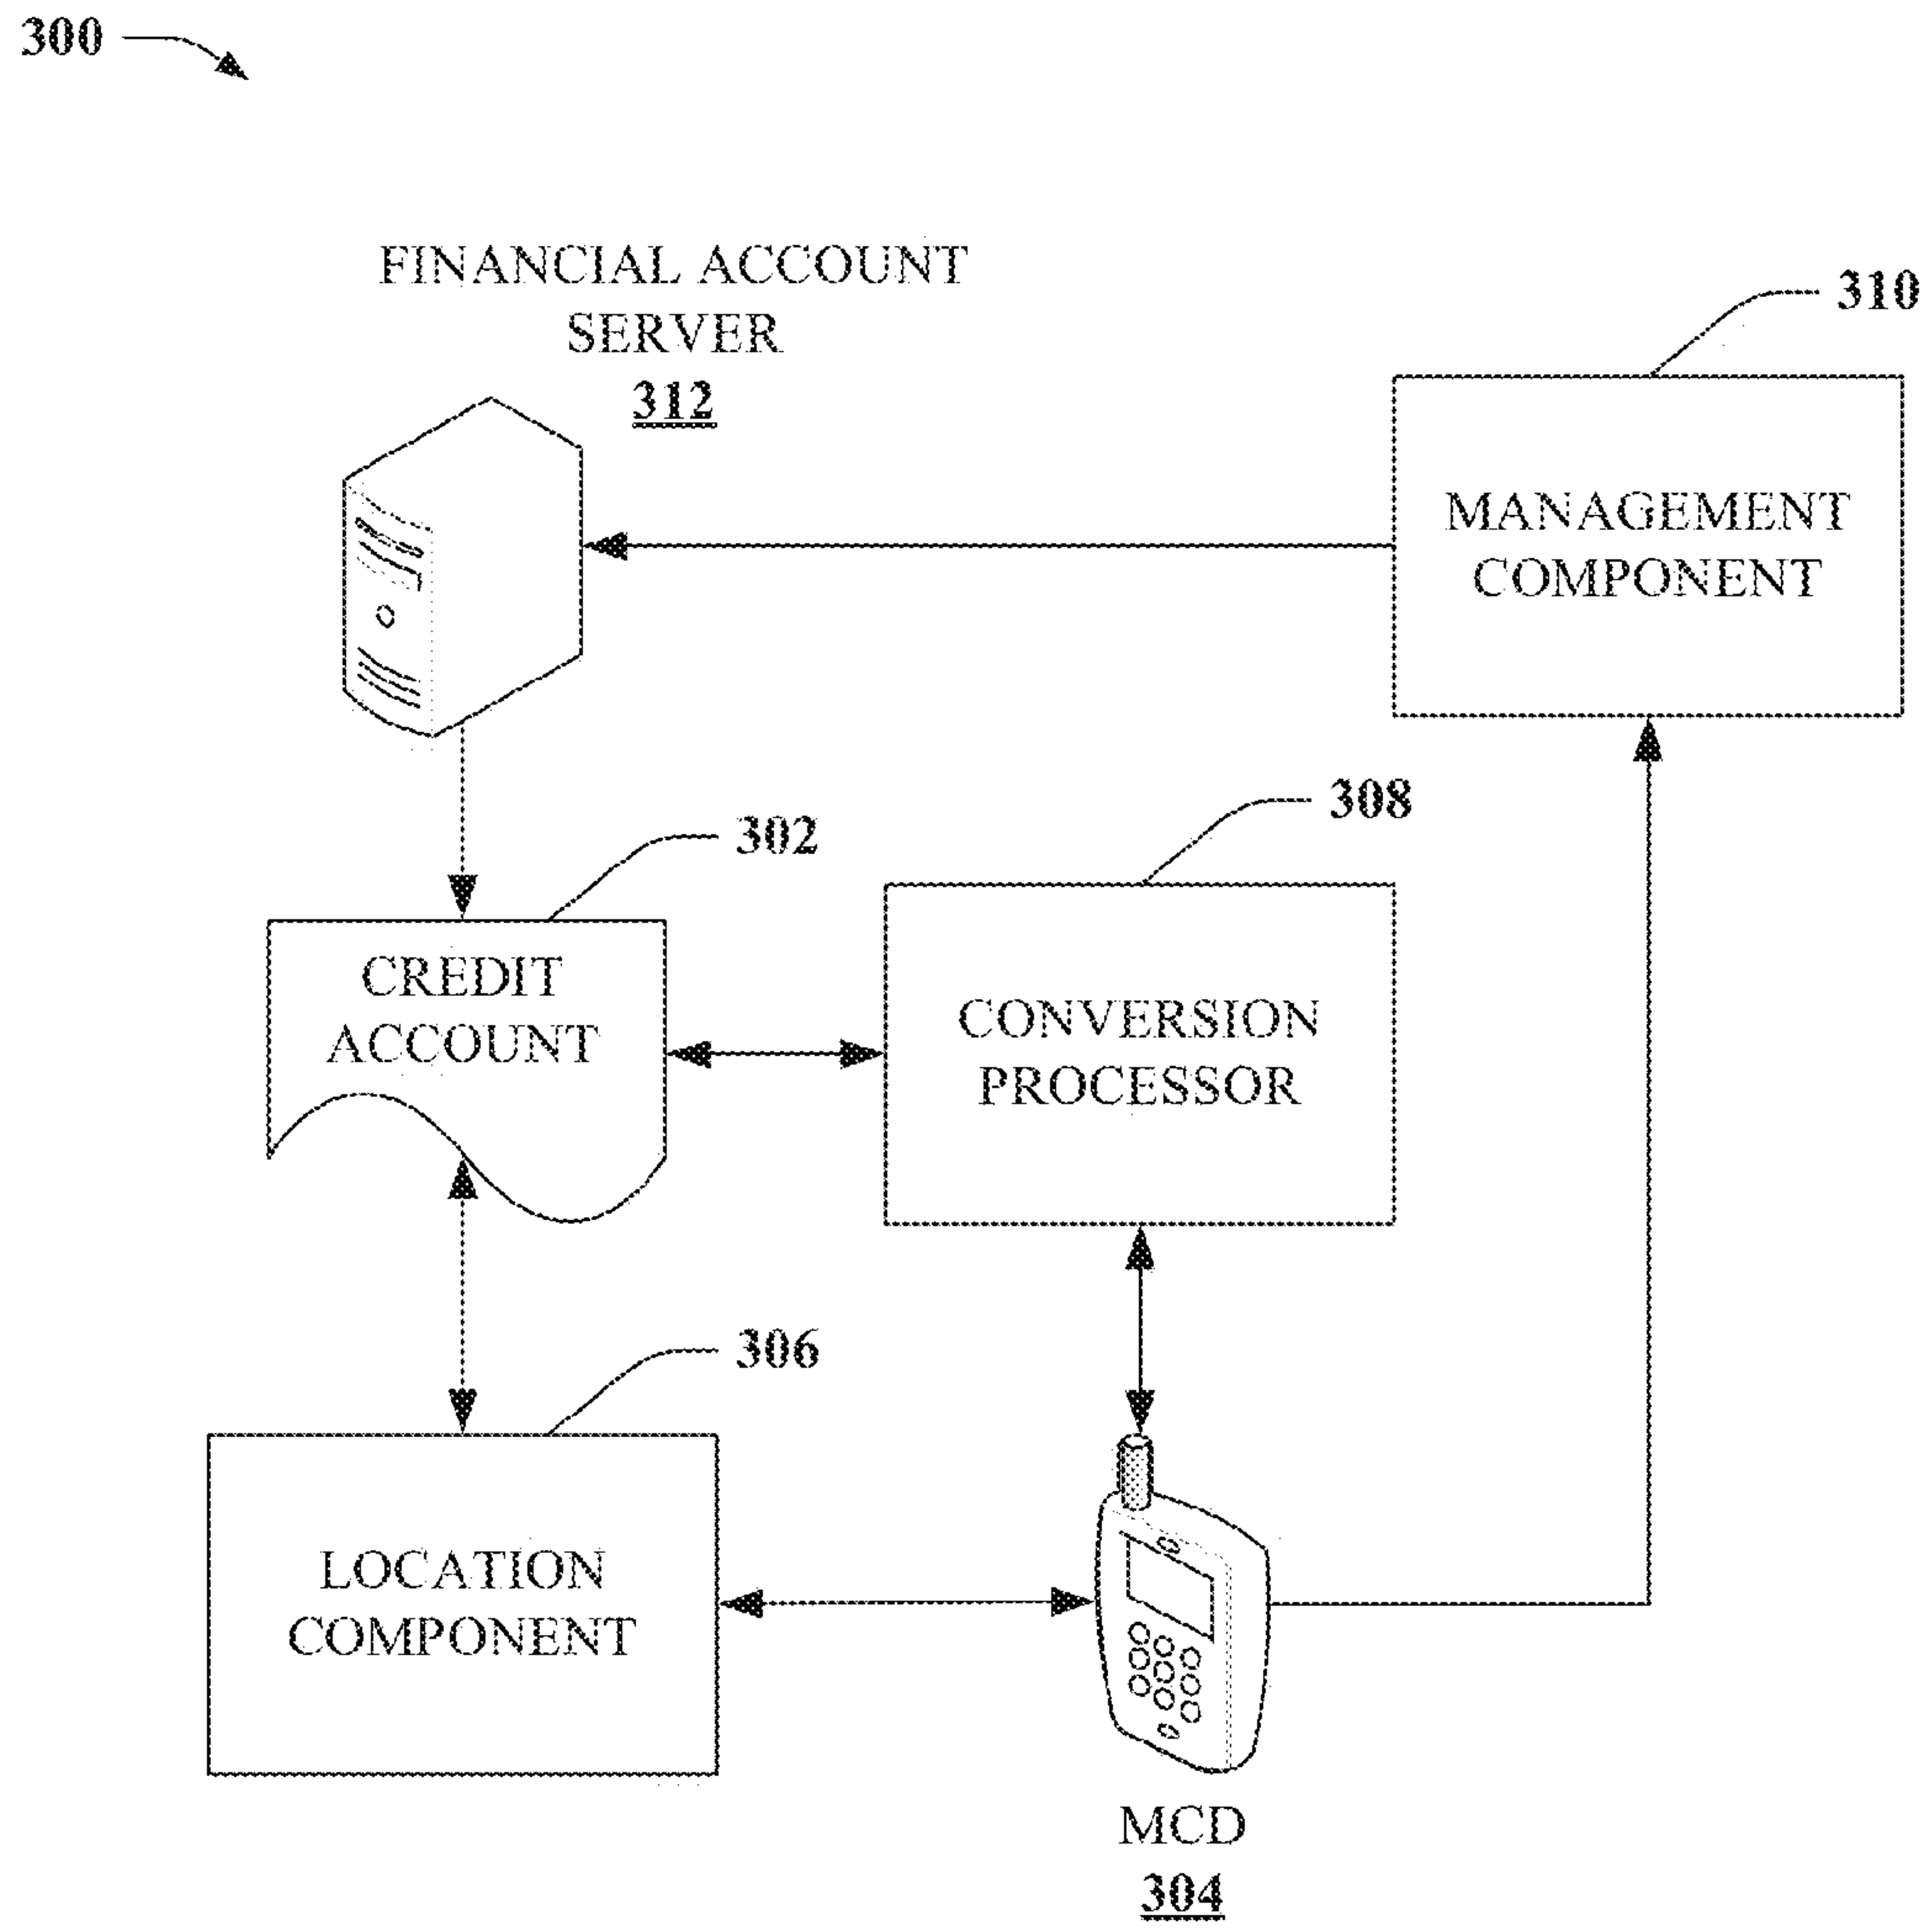 300
FINANCIAL ACCOUNT
SERVER
312
310
MANAGEMENT
COMPONENT
308
302
CREDIT
ACCOUNT
CONVERSION
PROCESSOR
306
LOCATION
COMPONENT
MCD
304